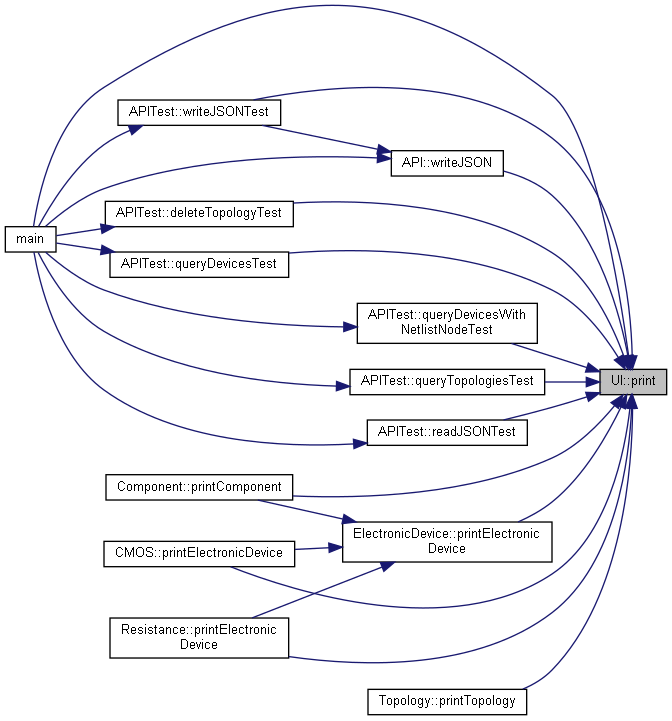 APITest::writeJSONTest
API::writeJSON
APITest::deleteTopologyTest
main
APITest::queryDevicesTest
APITest::queryDevicesWith
NetlistNodeTest
APITest::queryTopologiesTest
UI::print
APITest::readJSONTest
Component::printComponent
ElectronicDevice::printElectronic
Device
CMOS::printElectronicDevice
Resistance::printElectronic
Device
Topology::printTopology